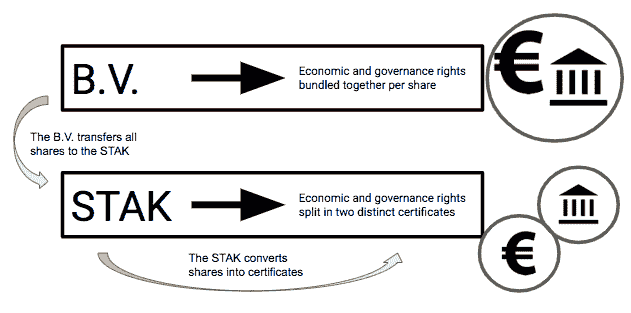 B.V.
Economic and governance rights
bundled together per share
€
The B.V. transfers all
shares to the STAK
STAK
Economic and governance rights
split in two distinct certificates
€
The STAK converts
shares into certificates